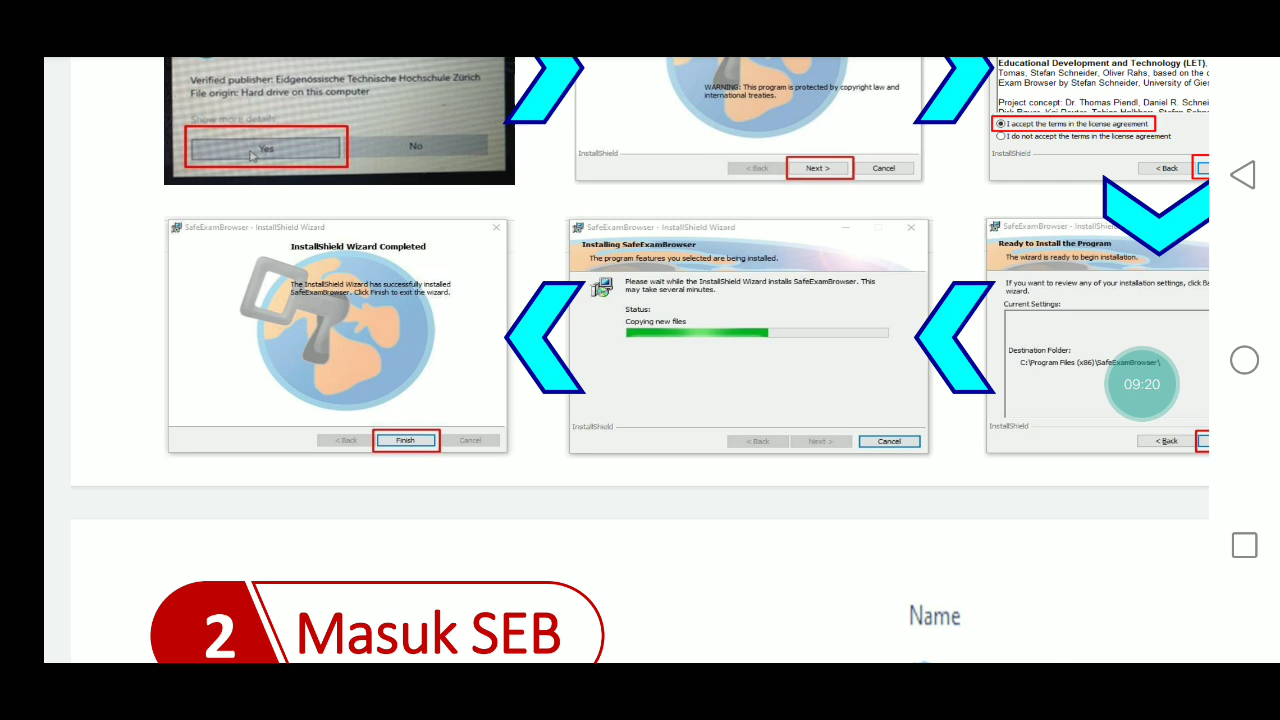 Verified publisher: Eidgenössische Technische Hochschule Zürich
File origin: Hard drive on this computer
Show more details
Yes
No
WARNING: This program is protected by copyright law and
international treaties.
InstallShield
< Back
Next >
Cancel
Educational Development and Technology (LET),
Tomas, Stefan Schneider, Oliver Rahs, based on the
Exam Browser by Stefan Schneider, University of
Project concept: Dr. Thomas Piendl, Daniel R.
I accept the terms in the license agreement
I do not accept the terms in the license agreement
InstallShield
< Back
SafeExamBrowser - InstallShield Wizard
InstallShield Wizard Completed
The InstallShield Wizard has successfully installed
SafeExamBrowser. Click Finish to exit the wizard.
< Back
Finish
Cancel
SafeExamBrowser - InstallShield Wizard
Installing SafeExamBrowser
The program features you selected are being installed.
Please wait while the InstallShield Wizard installs SafeExamBrowser. This
may take several minutes.
Status:
Copying new files
InstallShield
< Back
Next >
Cancel
SafeExamBrowser -
Ready to Install the Program
The wizard is ready to begin installation.
If you want to review any of your installation settings, click
wizard.
Current Settings:
Destination Folder:
C:\Program Files (x86)\SafeExamBrowser\
09:20
InstallShield
< Back
2
Masuk SEB
Name